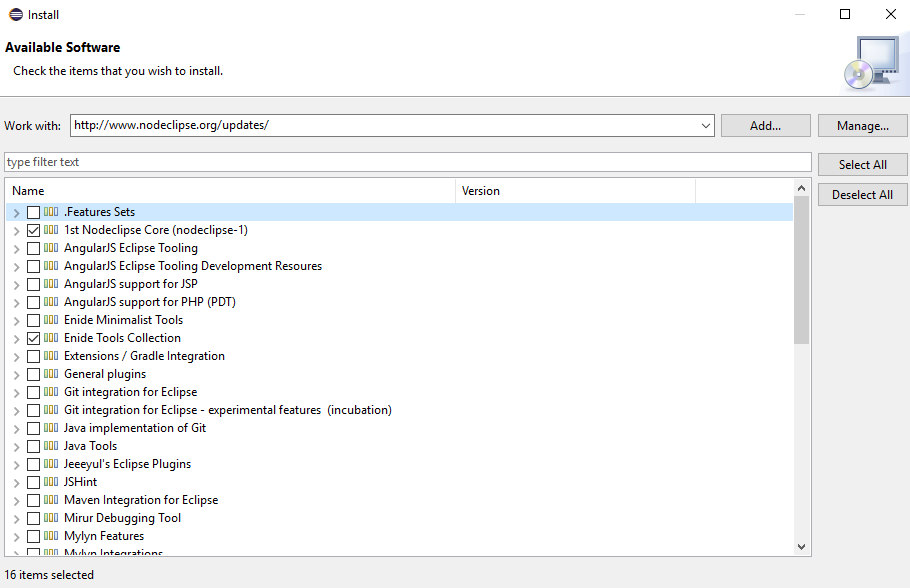 Install
Available Software
Check the items that you wish to install.
Work with: http://www.nodeclipse.org/updates/ Add... Manage...
type filter text Select All
Name Version Deselect All
.Features Sets
1st Nodeclipse Core (nodeclipse-1)
AngularJS Eclipse Tooling
AngularJS Eclipse Tooling Development Resoures
AngularJS support for JSP
AngularJS support for PHP (PDT)
Enide Minimalist Tools
Enide Tools Collection
Extensions / Gradle Integration
General plugins
Git integration for Eclipse
Git integration for Eclipse - experimental features (incubation)
Java implementation of Git
Java Tools
Jeeeyul's Eclipse Plugins
JSHint
Maven Integration for Eclipse
Mirur Debugging Tool
Mylyn Features
Mylyn Integrations
16 items selected